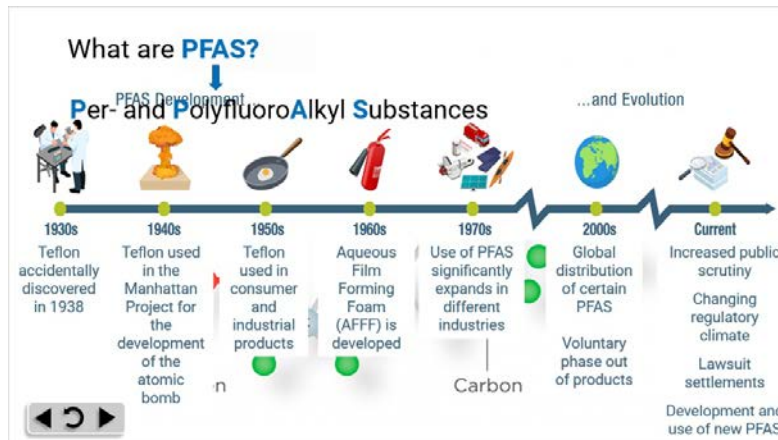 What are PFAS?
PFAS Development...
...and Evolution
Per- and PolyfluoroAlkyl Substances
1930s
Teflon
accidentally
discovered
in 1938
1940s
Teflon used
in the
Manhattan
Project for
the
development
of the
atomic
bomb
1950s
Teflon
used in
consumer
and
industrial
products
1960s
Aqueous
Film
Forming
Foam
(AFFF) is
developed
1970s
Use of PFAS
significantly
expands in
different
industries
2000s
Global
distribution
of certain
PFAS
Voluntary
phase out
of products
Current
Increased public
scrutiny
Changing
regulatory
climate
Lawsuit
settlements
Development and
use of new PFAS
Carbon